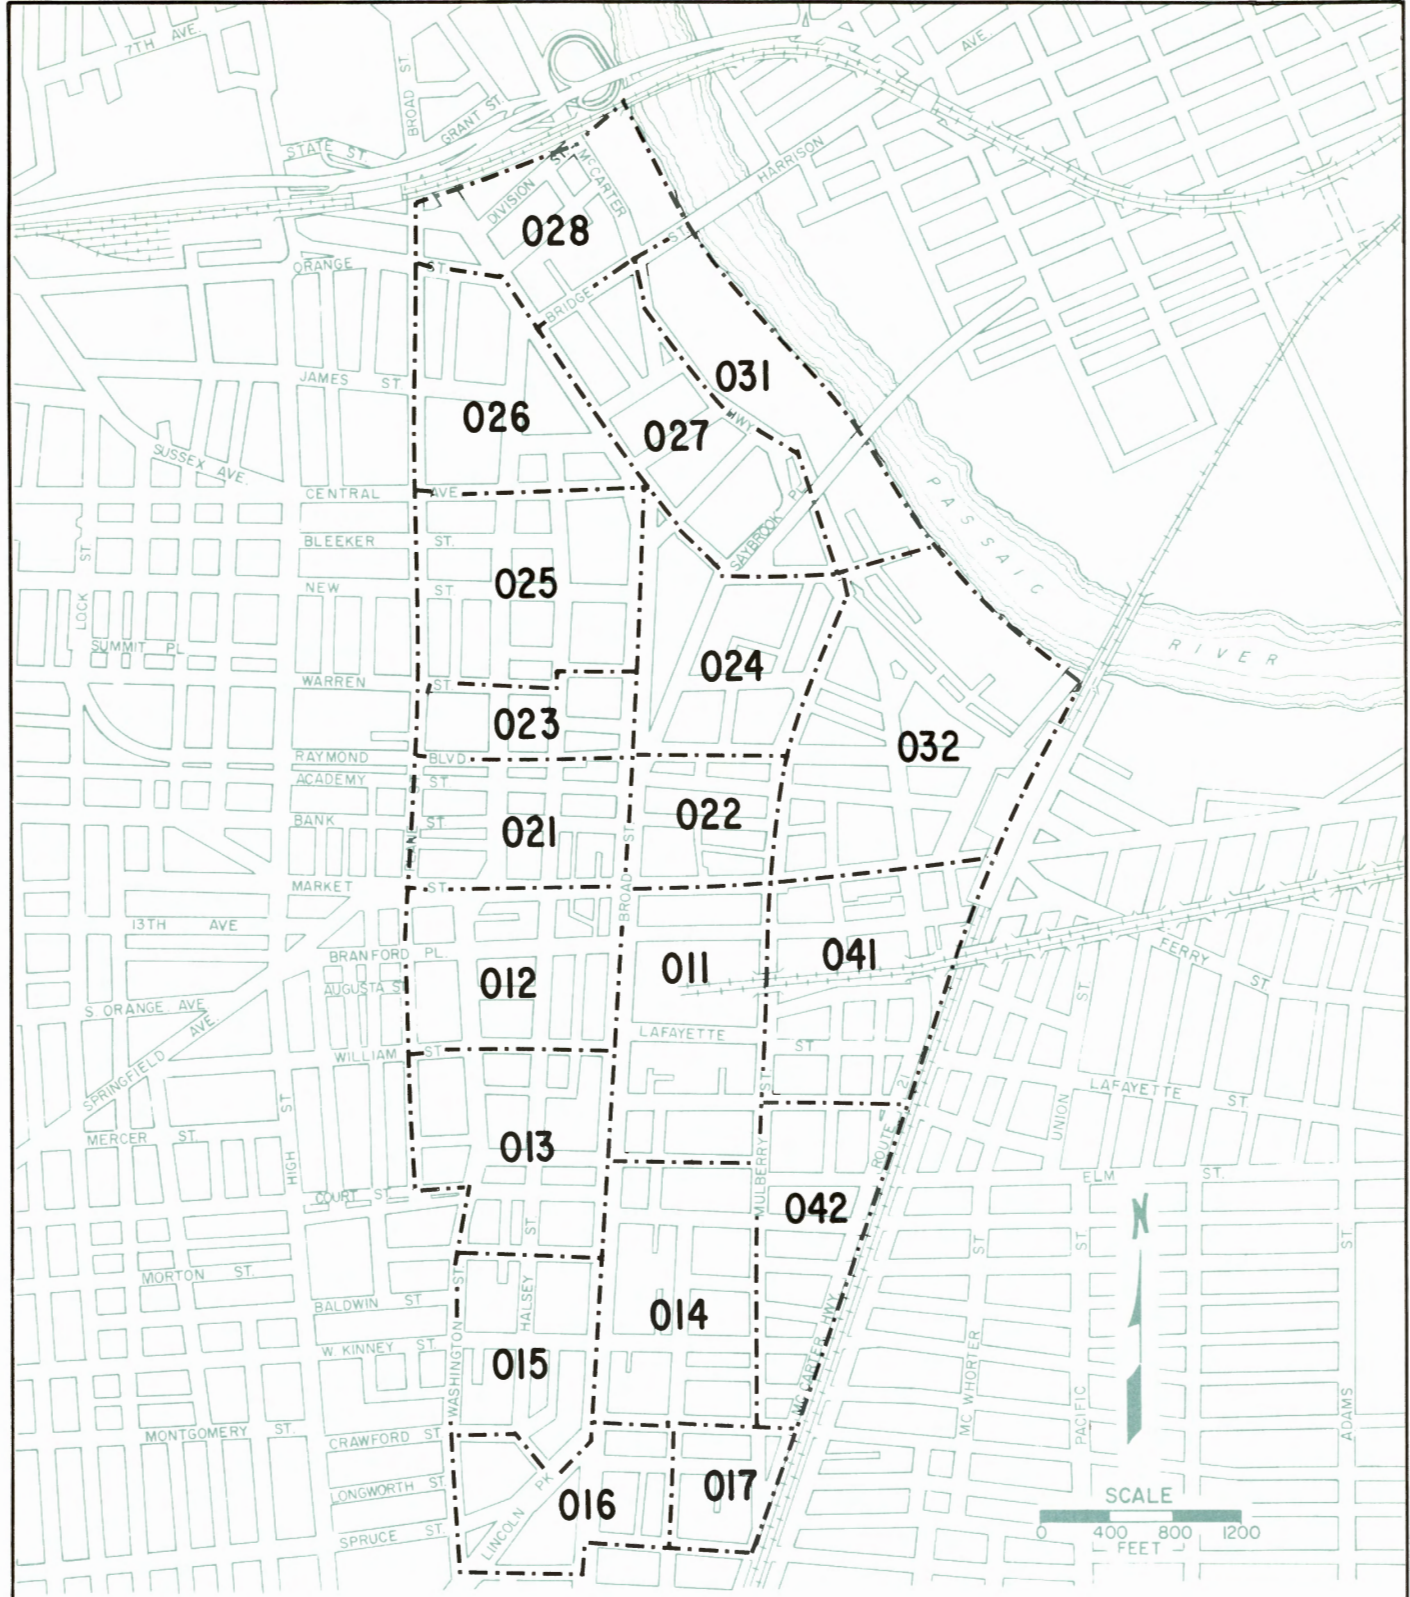 7TH AVE.
BROAD ST
AVE.
GRANT ST.
STATE ST.
HARRISON
DIVISION ST
McCARTER
028
ST
ORANGE ST.
BRIDGE
031
JAMES ST.
026
HWY
027
SUSSEX AVE.
PASSAIC
CENTRAL AVE
SAYBROOK PL
BLEEKER ST.
LOCK ST
025
NEW ST.
SUMMIT PL.
024
RIVER
WARREN ST.
023
032
RAYMOND BLVD
ACADEMY ST
022
BANK ST
021
BROAD ST
MARKET ST.
13TH AVE
BRANFORD PL.
041
FERRY ST
011
012
AUGUSTA S
ST
S ORANGE AVE
LAFAYETTE ST
SPRINGFIELD AVE.
WILLIAM ST
ROUTE 21
LAFAYETTE ST.
MERCER ST.
HIGH ST
013
MULBERRY ST
UNION
ELM ST.
COURT ST
042
N
ST
ST
ST
ST
MORTON ST.
BALDWIN ST
HALSEY
014
W. KINNEY ST.
015
WASHINGTON ST
MC CARTER HWY
MC WHORTER
PACIFIC
ADAMS
MONTGOMERY ST.
CRAWFORD ST
LONGWORTH ST.
LINCOLN PK
016
017
SCALE
0 400 800 1200
FEET
SPRUCE ST.